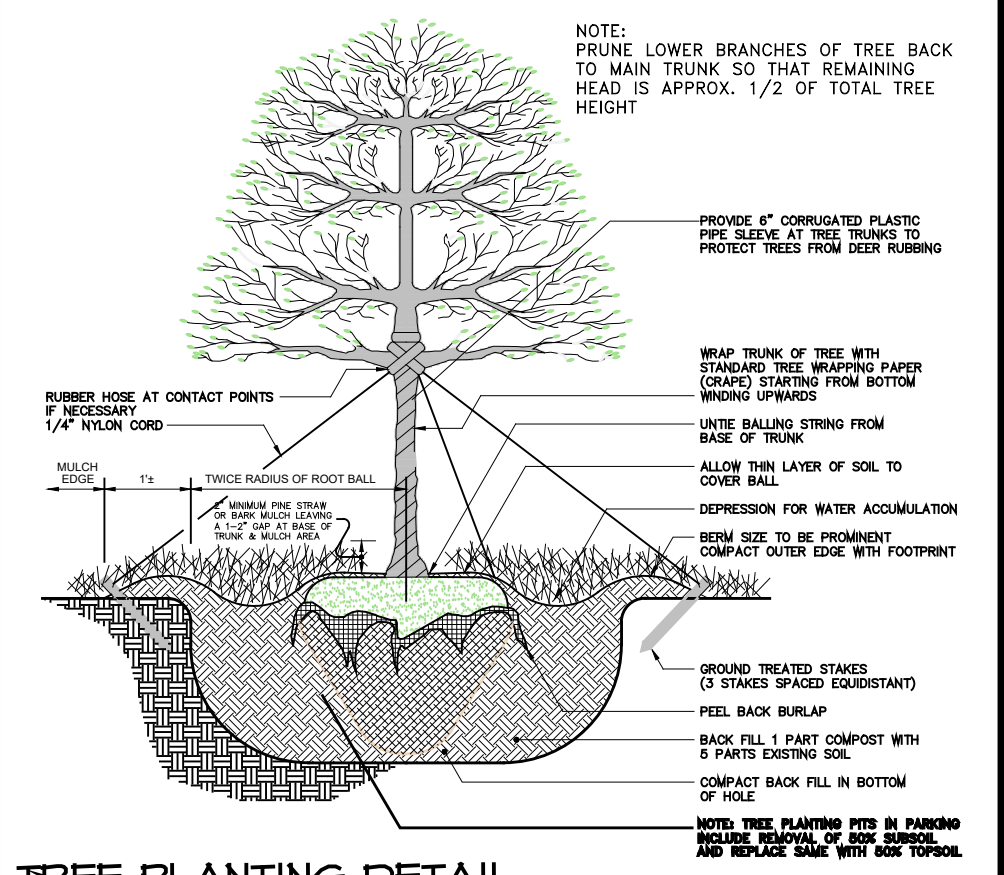 NOTE:
PRUNE LOWER BRANCHES OF TREE BACK
TO MAIN TRUNK SO THAT REMAINING
HEAD IS APPROX. 1/2 OF TOTAL TREE
HEIGHT
PROVIDE 6" CORRUGATED PLASTIC
PIPE SLEEVE AT TREE TRUNKS TO
PROTECT TREES FROM DEER RUBBING
WRAP TRUNK OF TREE WITH
STANDARD TREE WRAPPING PAPER
(CRAPE) STARTING FROM BOTTOM
WINDING UPWARDS
RUBBER HOSE AT CONTACT POINTS
IF NECESSARY
1/4" NYLON CORD
UNTIE BALLING STRING FROM
BASE OF TRUNK
MULCH
EDGE
1'±
TWICE RADIUS OF ROOT BALL
ALLOW THIN LAYER OF SOIL TO
COVER BALL
2" MINIMUM PINE STRAW
OR BARK MULCH LEAVING
A 1-2" GAP AT BASE OF
TRUNK & MULCH AREA
DEPRESSION FOR WATER ACCUMULATION
BERM SIZE TO BE PROMINENT
COMPACT OUTER EDGE WITH FOOTPRINT
GROUND TREATED STAKES
(3 STAKES SPACED EQUIDISTANT)
PEEL BACK BURLAP
BACK FILL 1 PART COMPOST WITH
5 PARTS EXISTING SOIL
COMPACT BACK FILL IN BOTTOM
OF HOLE
NOTE: TREE PLANTING PITS IN PARKING
INCLUDE REMOVAL OF 50% SUBSOIL
AND REPLACE SAME WITH 50% TOPSOIL
TREE PLANTING DETAIL